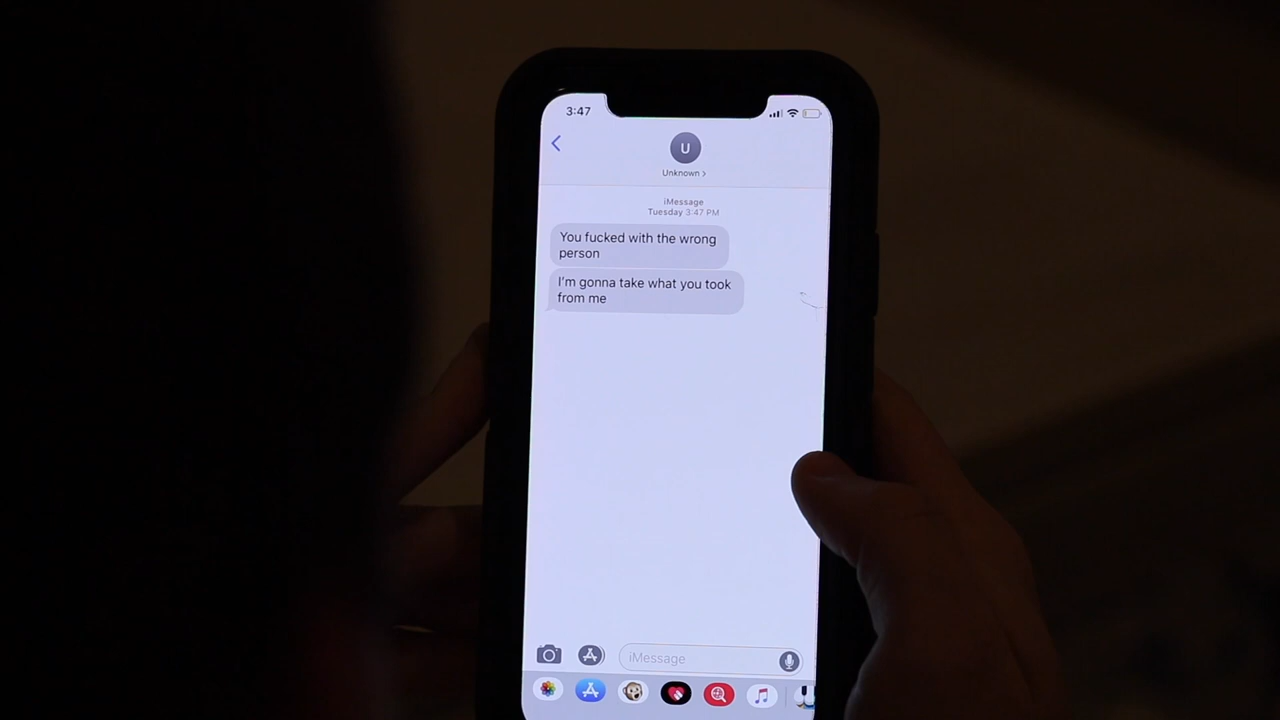 3:47
U
Unknown >
iMessage
Tuesday 3:47 PM
You fucked with the wrong
person
I'm gonna take what you took
from me
iMessage